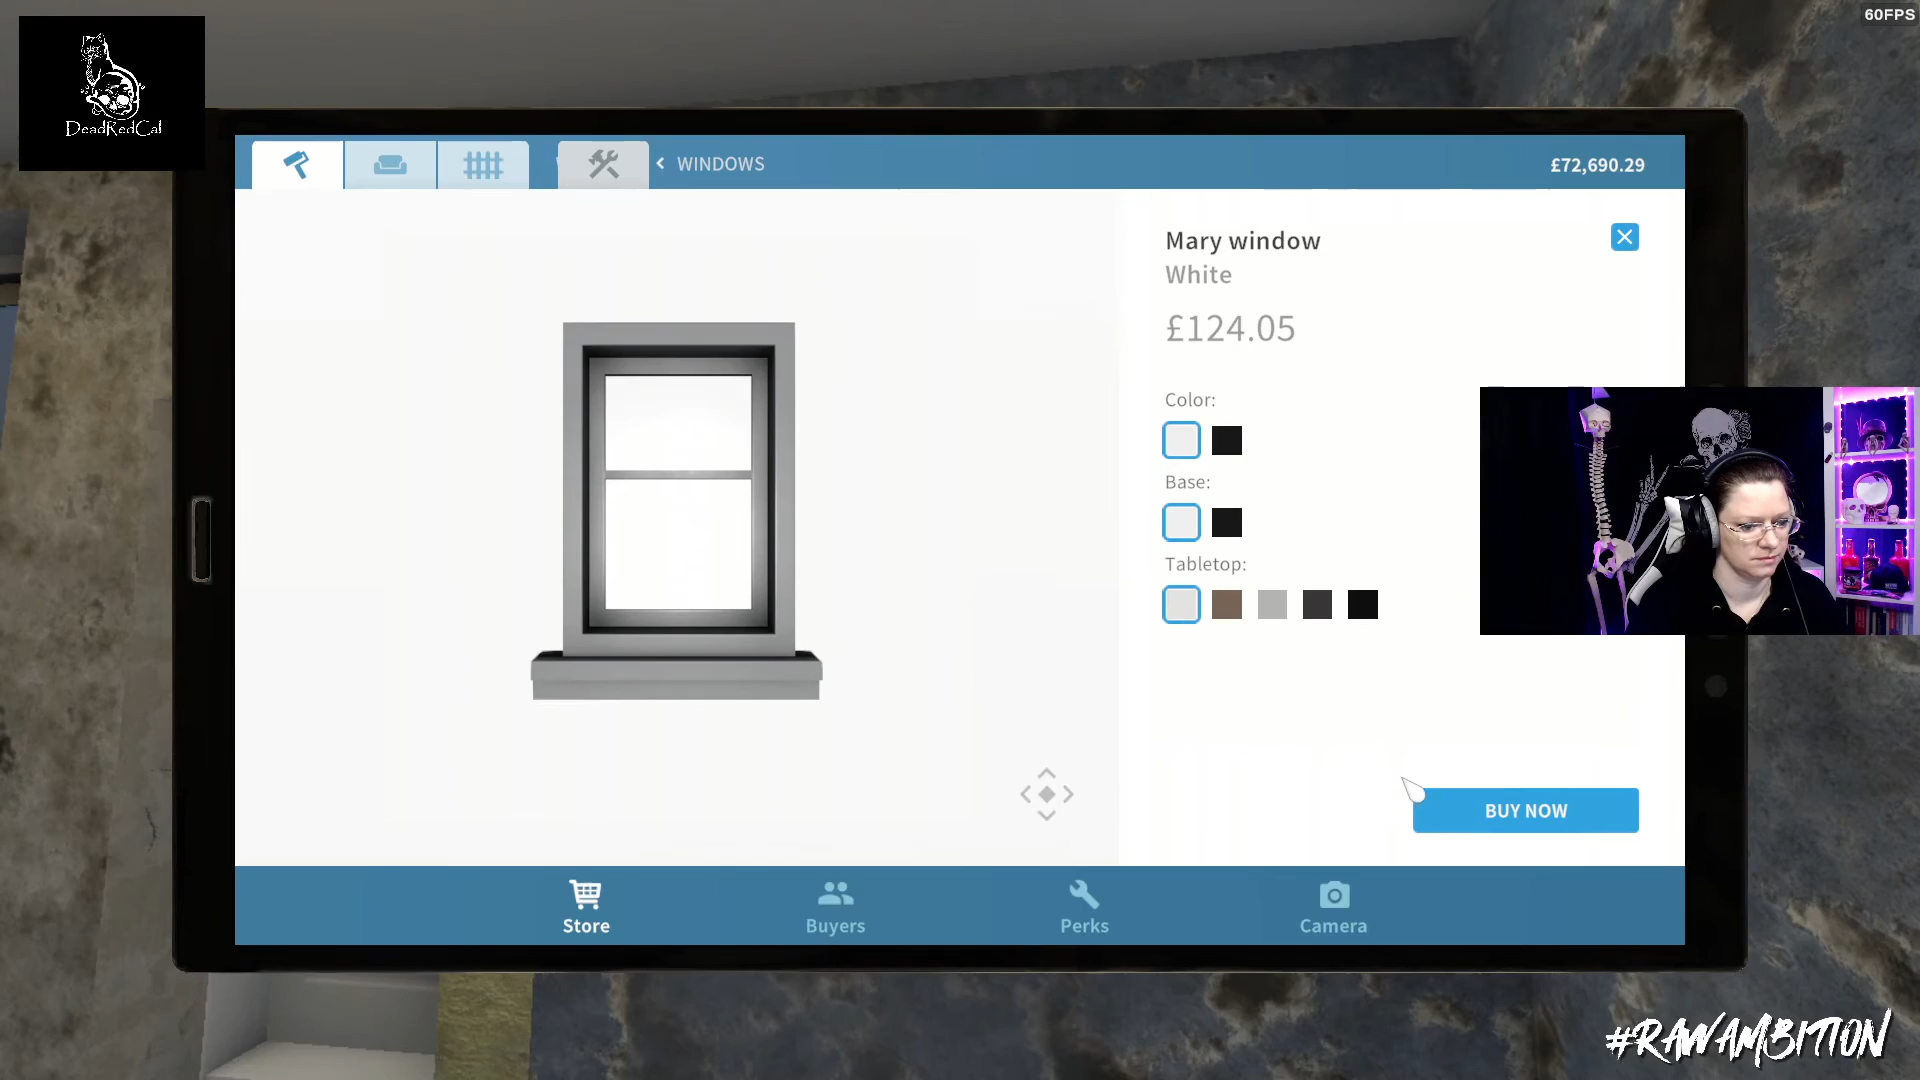 60FPS
DeadRedCal
WINDOWS
£72,690.29
Mary window
White
£124.05
Color:
Base:
Tabletop:
BUY NOW
Store
Buyers
Perks
Camera
#RAWAMBITION